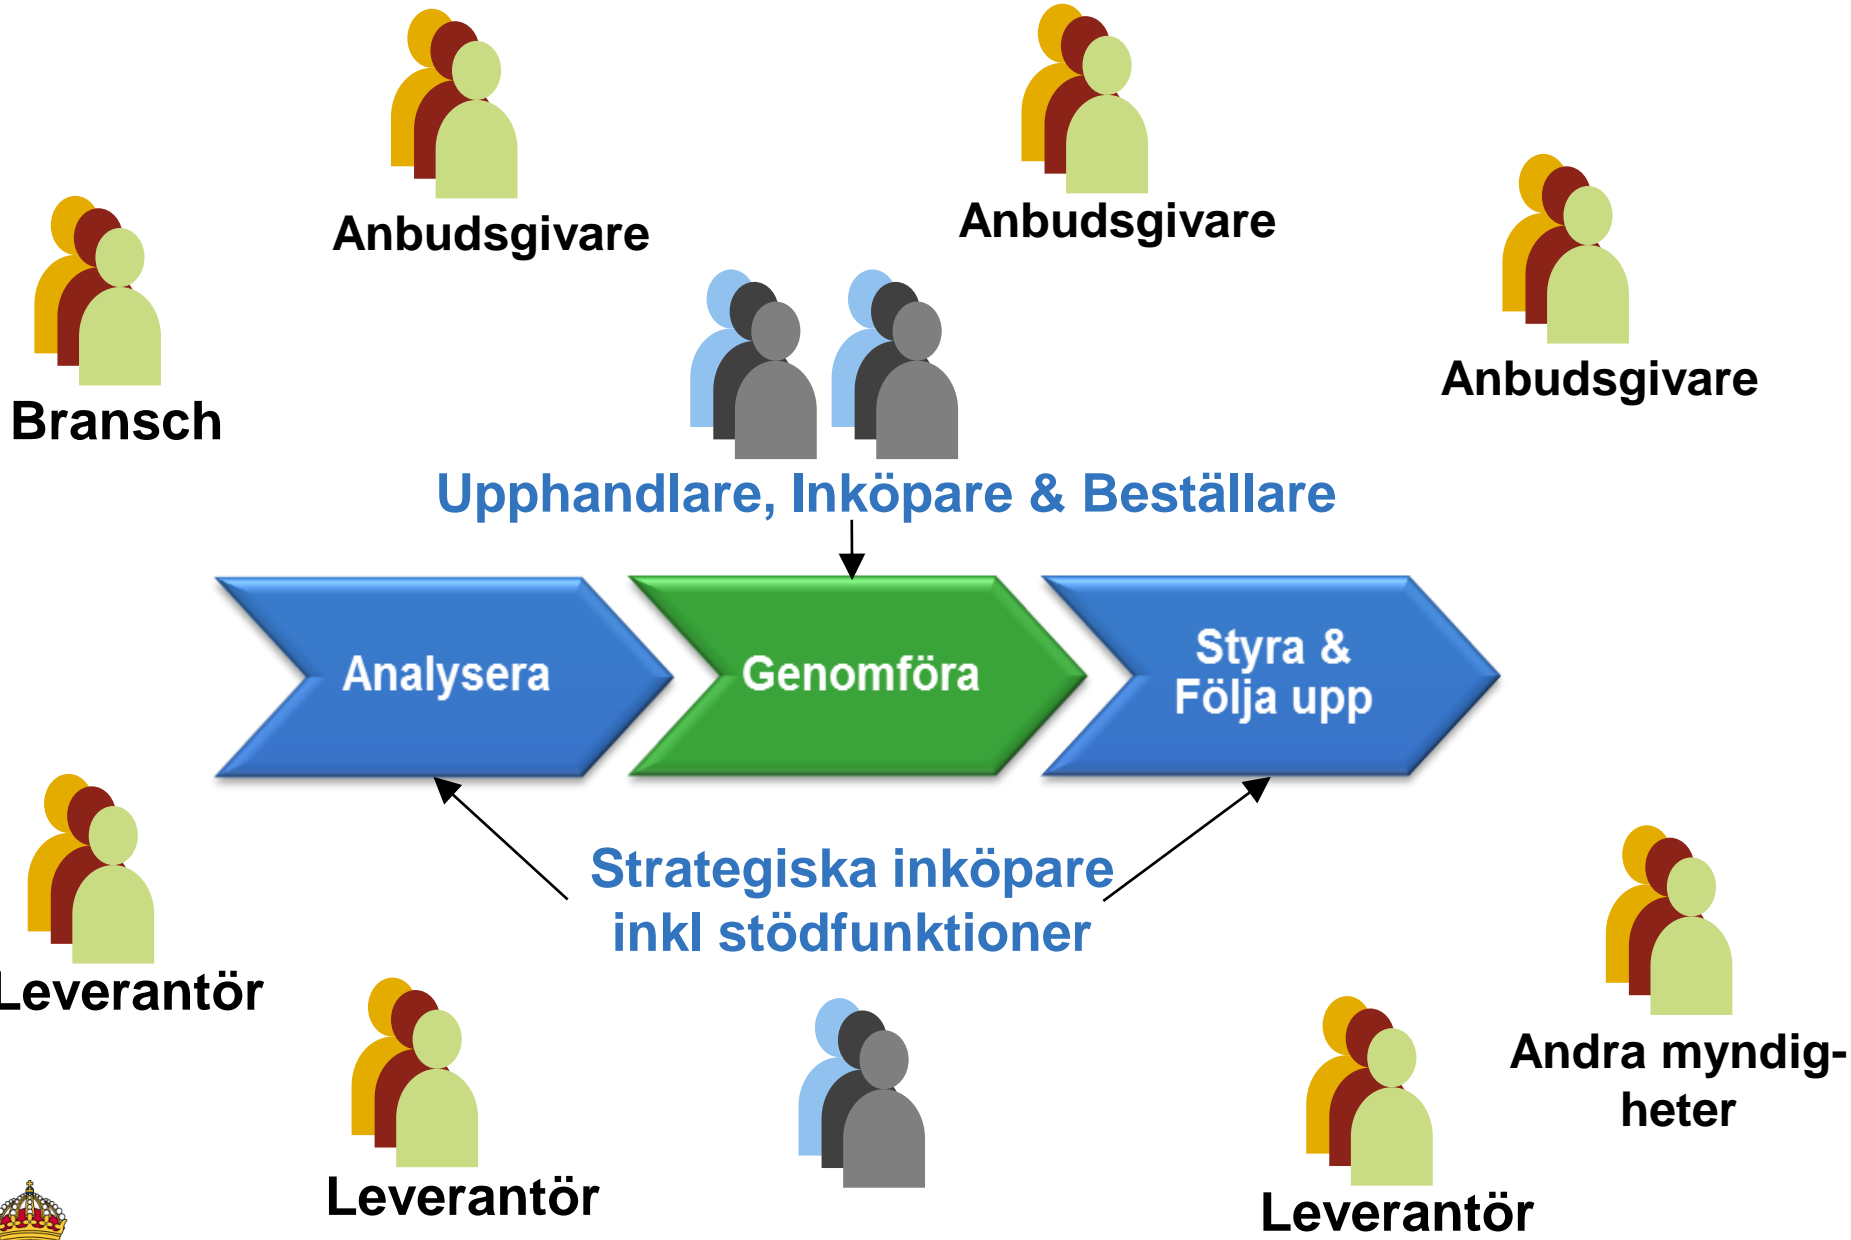 Anbudsgivare
Anbudsgivare
Anbudsgivare
Bransch
Upphandlare, Inköpare & Beställare
Analysera
Genomföra
Styra &
Följa upp
Strategiska inköpare
inkl stödfunktioner
Leverantör
Andra myndig-
heter
Leverantör
Leverantör